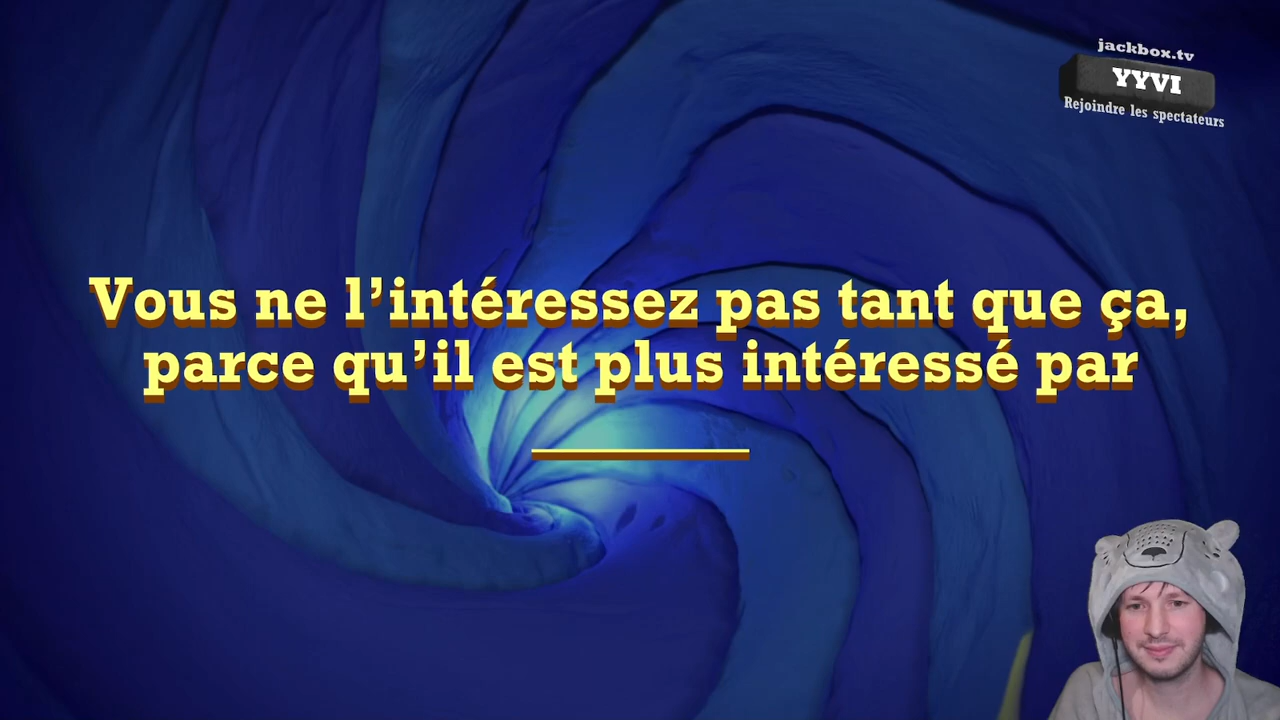 jackbox.tv
YYVI
Rejoindre les spectateurs
Vous ne l’intéressez pas tant que ça,
parce qu’il est plus intéressé par